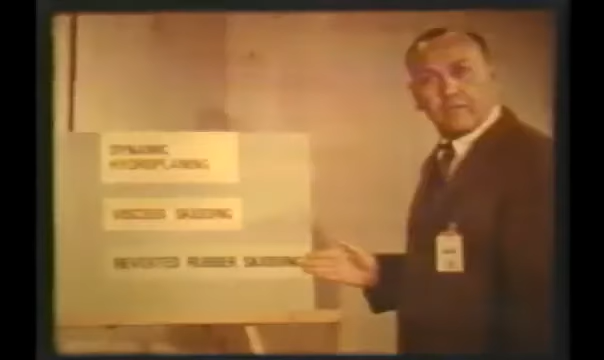 DYNAMIC
HYDROPLANING
VISCOUS SKIDDING
REVERTED RUBBER SKIDDING